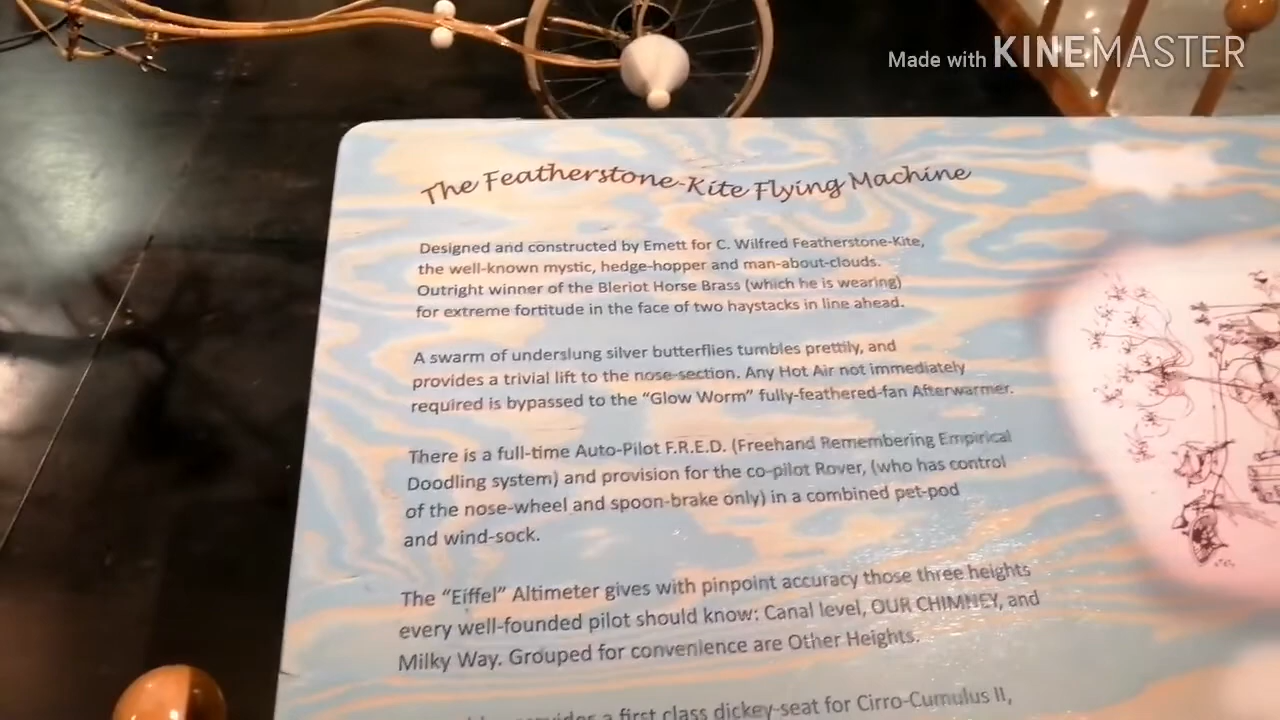 Made with KINEMASTER
The Featherstone-Kite Flying Machine
Designed and constructed by Emett for C. Wilfred Featherstone-Kite,
the well-known mystic, hedge-hopper and man-about-clouds.
Outright winner of the Bleriot Horse Brass (which he is wearing)
for extreme fortitude in the face of two haystacks in line ahead.
A swarm of underslung silver butterflies tumbles prettily, and
provides a trivial lift to the nose-section. Any Hot Air not immediately
required is bypassed to the “Glow Worm” fully-feathered-fan Afterwarmer.
There is a full-time Auto-Pilot F.R.E.D. (Freehand Remembering Empirical
Doodling system) and provision for the co-pilot Rover, (who has control
of the nose-wheel and spoon-brake only) in a combined pet-pod
and wind-sock.
The “Eiffel” Altimeter gives with pinpoint accuracy those three heights
every well-founded pilot should know: Canal level, OUR CHIMNEY, and
Milky Way. Grouped for convenience are Other Heights.
a first class dickey-seat for Cirro-Cumulus II,